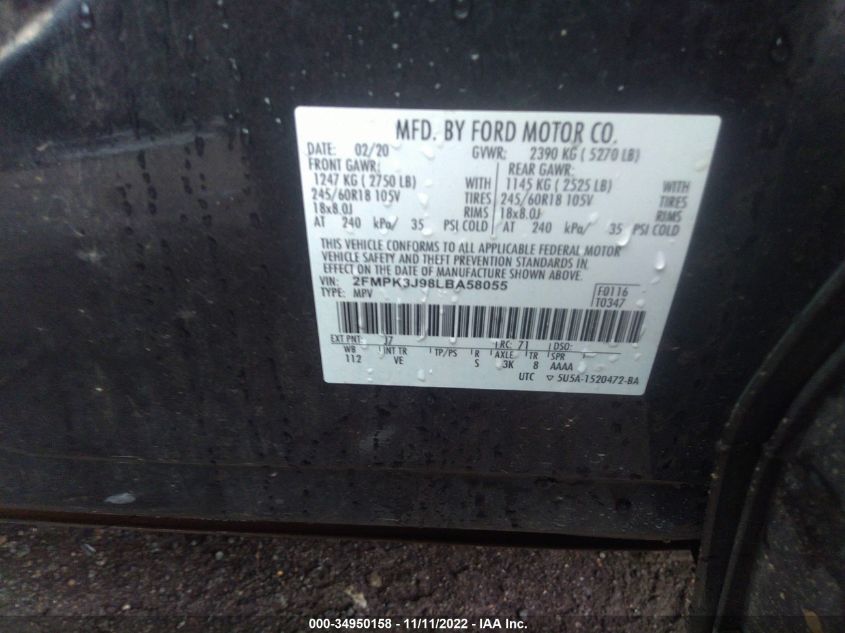 MFD. BY FORD MOTOR CO.
DATE: 02/20 GVWR: 2390 KG ( 5270 LB)
FRONT GAWR: REAR GAWR:
1247 KG ( 2750 LB) WITH 1145 KG ( 2525 LB) WITH
245/60R18 105V TIRES 245/60R18 105V TIRES
18x8.0J RIMS 18x8.0J RIMS
AT 240 kPa/ 35 PSI COLD AT 240 kPa/ 35 PSI COLD
THIS VEHICLE CONFORMS TO ALL APPLICABLE FEDERAL MOTOR
VEHICLE SAFETY AND THEFT PREVENTION STANDARDS IN
EFFECT ON THE DATE OF MANUFACTURE SHOWN ABOVE.
VIN: 2FMPK3J98LBA58055 F0116
TYPE: MPV T0347
EXT PNT: RC: 71 DSO:
WB INT TR TP/PS R AXLE TR SPR
112 VE S 3K 8 AAAA
UTC ▽ 5U5A-1520472-BA
000-34950158 - 11/11/2022 - IAA Inc.